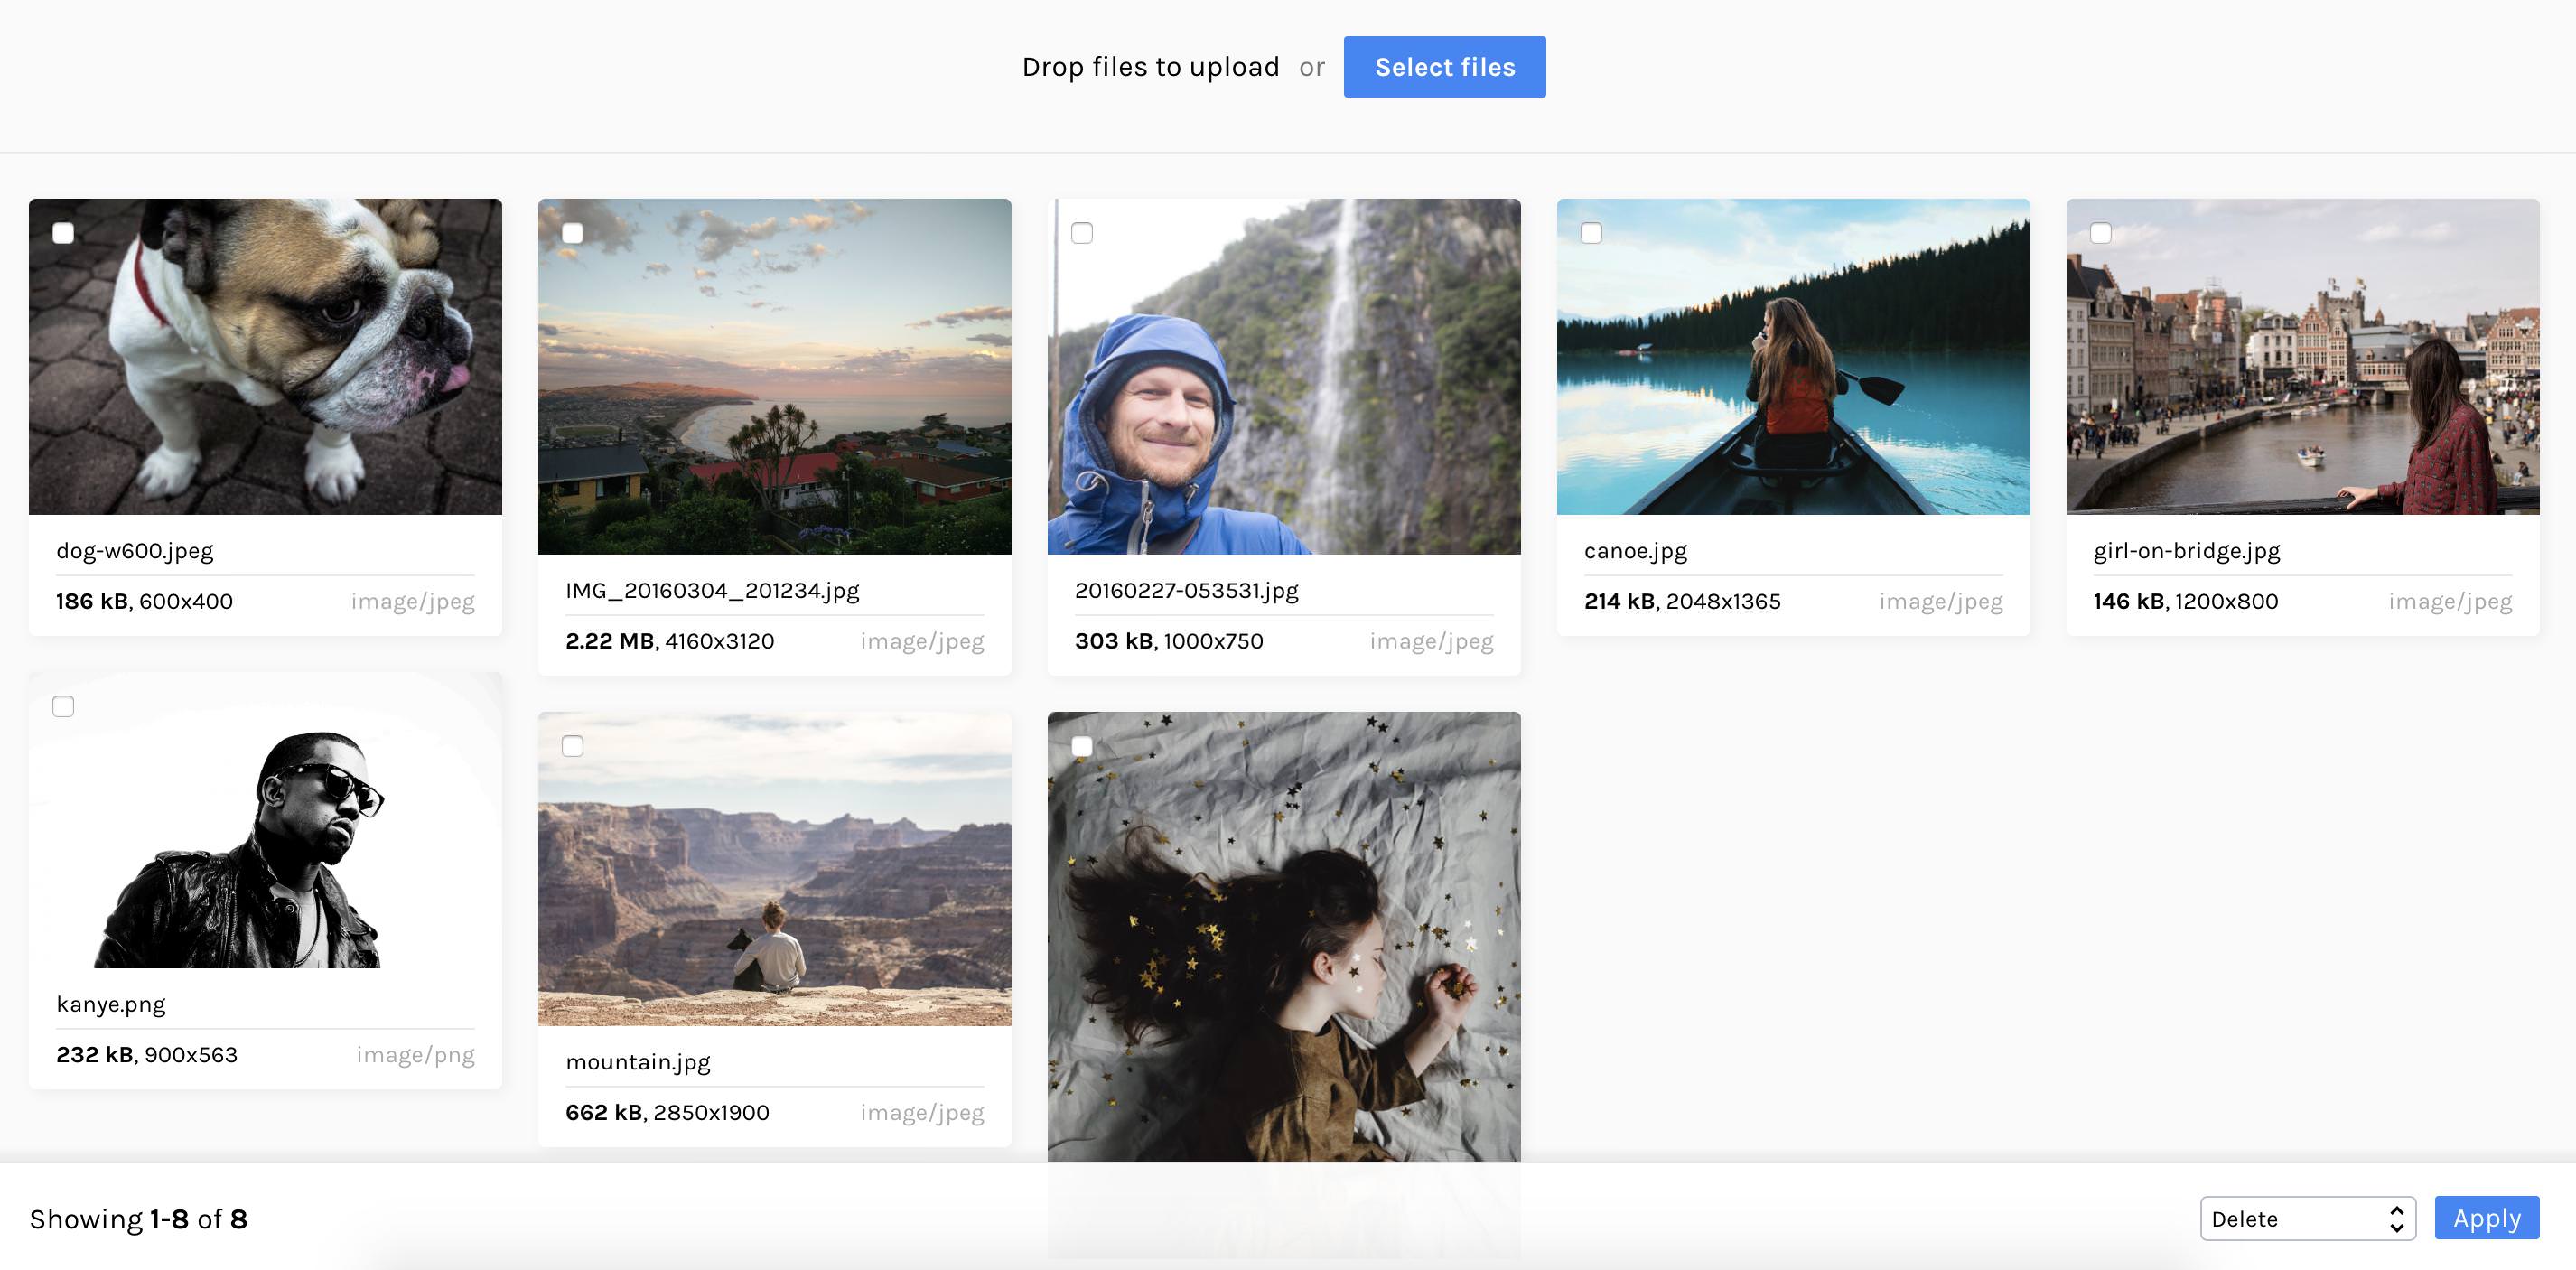 Drop files to upload or Select files
dog-w600.jpeg
186 kB, 600x400 image/jpeg
IMG_20160304_201234.jpg
2.22 MB, 4160x3120 image/jpeg
20160227-053531.jpg
303 kB, 1000x750 image/jpeg
canoe.jpg
214 kB, 2048x1365 image/jpeg
girl-on-bridge.jpg
146 kB, 1200x800 image/jpeg
kanye.png
232 kB, 900x563 image/png
mountain.jpg
662 kB, 2850x1900 image/jpeg
Showing 1-8 of 8
Delete Apply